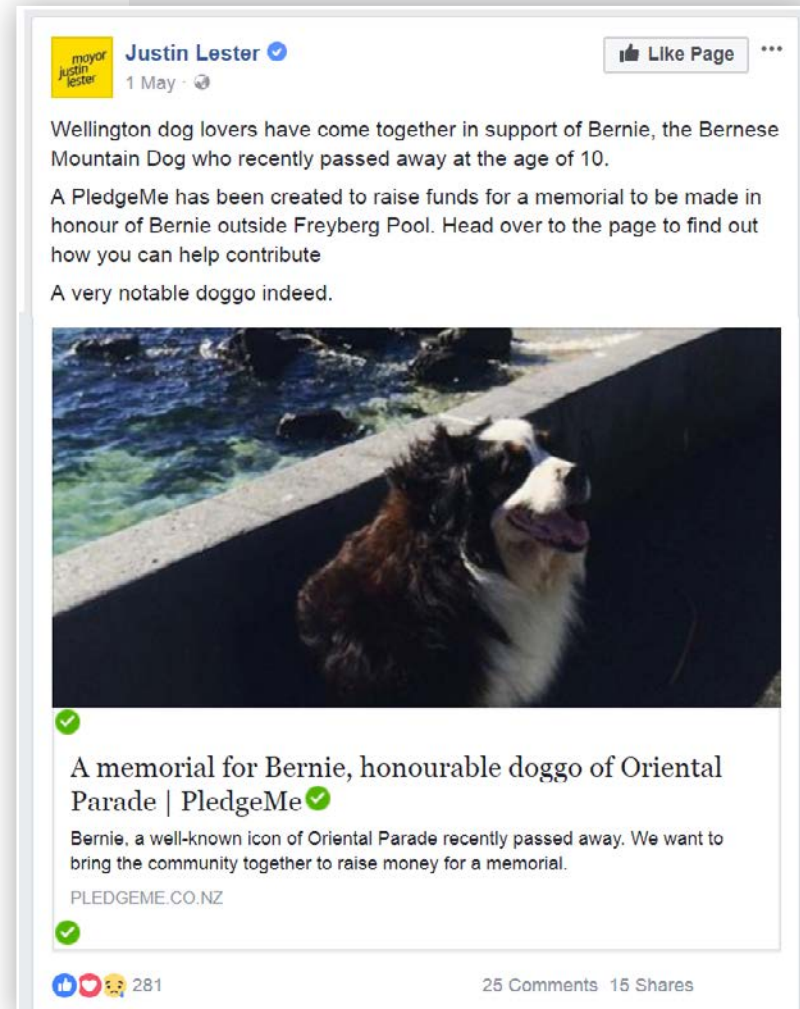 mayor
justin
lester
Justin Lester
Like Page
1 May
Wellington dog lovers have come together in support of Bernie, the Bernese
Mountain Dog who recently passed away at the age of 10.
A PledgeMe has been created to raise funds for a memorial to be made in
honour of Bernie outside Freyberg Pool. Head over to the page to find out
how you can help contribute
A very notable doggo indeed.
A memorial for Bernie, honourable doggo of Oriental
Parade | PledgeMe
Bernie, a well-known icon of Oriental Parade recently passed away. We want to
bring the community together to raise money for a memorial.
PLEDGEME.CO.NZ
281
25 Comments 15 Shares